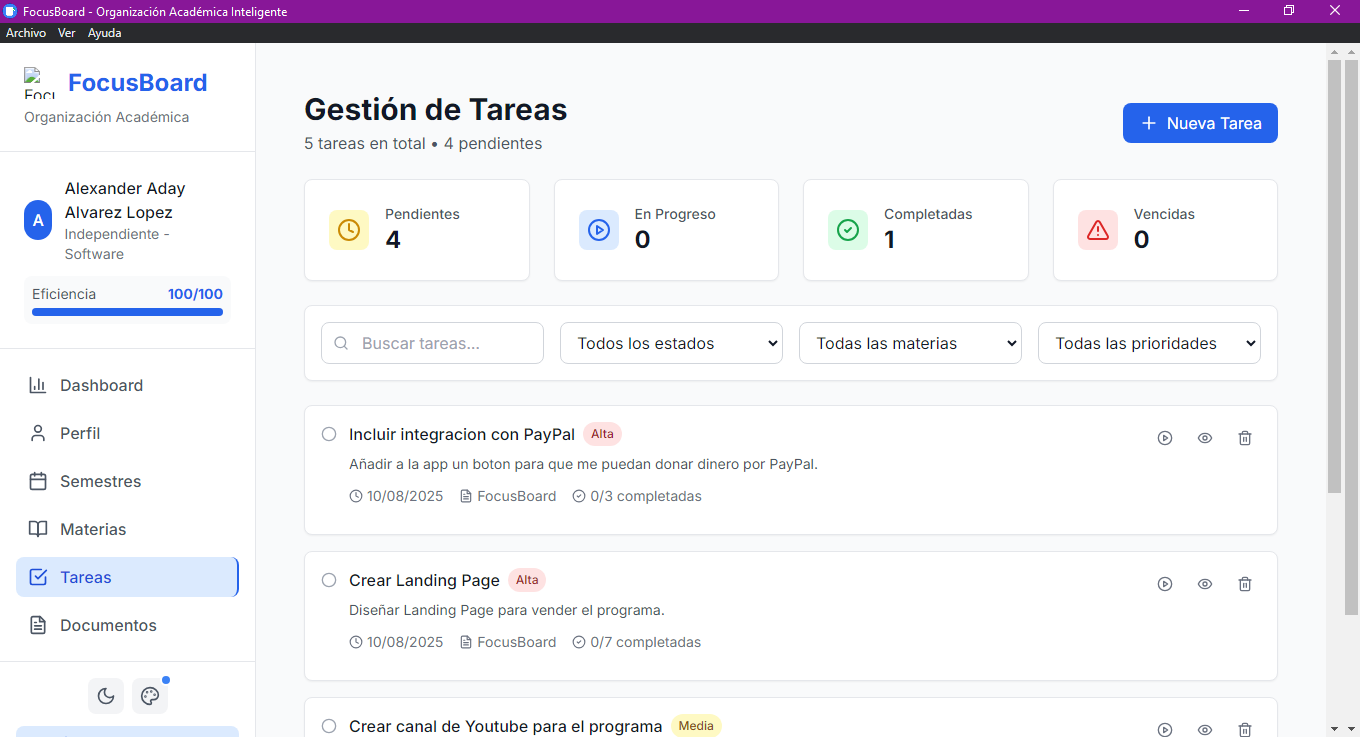 FocusBoard - Organización Académica Inteligente
Archivo Ver Ayuda
FocusBoard
Organización Académica
A
Alexander Aday
Alvarez Lopez
Independiente -
Software
Eficiencia 100/100
Dashboard
Perfil
Semestres
Materias
Tareas
Documentos
Gestión de Tareas
5 tareas en total • 4 pendientes
+ Nueva Tarea
Pendientes
4
En Progreso
0
Completadas
1
Vencidas
0
Buscar tareas...
Todos los estados
Todas las materias
Todas las prioridades
Incluir integracion con PayPal Alta
Añadir a la app un boton para que me puedan donar dinero por PayPal.
10/08/2025 FocusBoard 0/3 completadas
Crear Landing Page Alta
Diseñar Landing Page para vender el programa.
10/08/2025 FocusBoard 0/7 completadas
Crear canal de Youtube para el programa Media